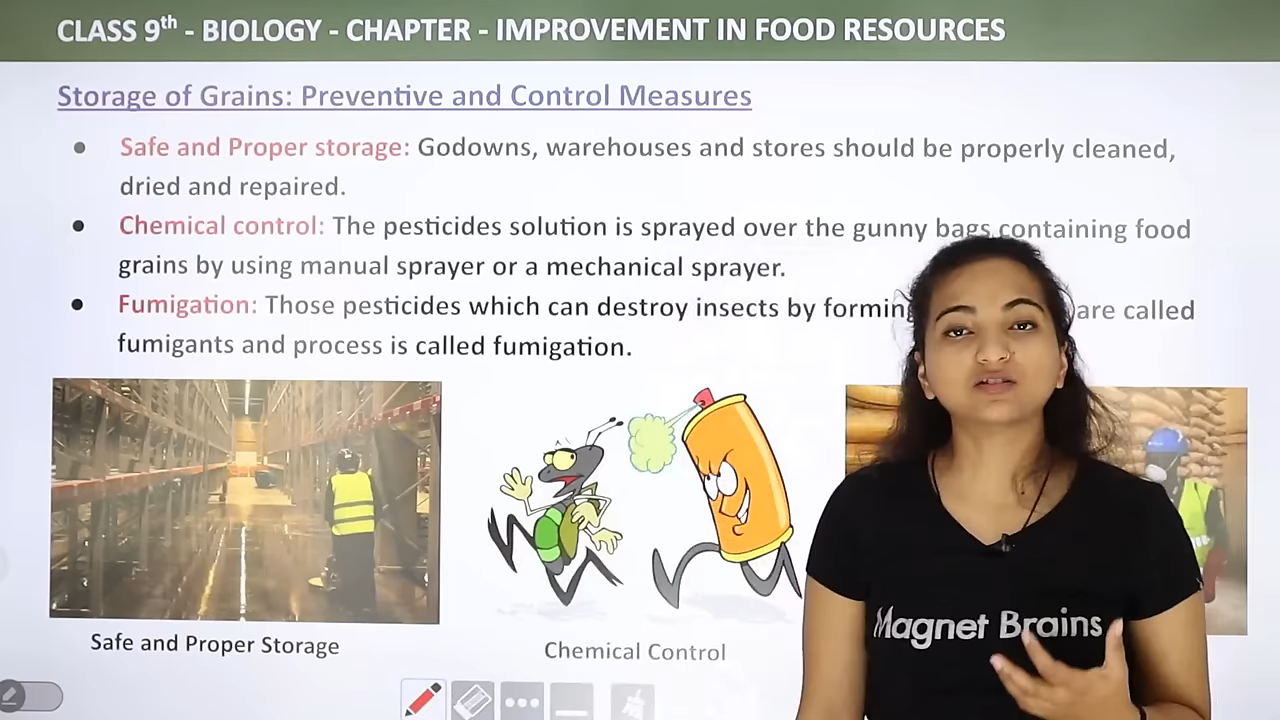 CLASS 9th - BIOLOGY - CHAPTER - IMPROVEMENT IN FOOD RESOURCES
Storage of Grains: Preventive and Control Measures
• Safe and Proper storage: Godowns, warehouses and stores should be properly cleaned,
dried and repaired.
• Chemical control: The pesticides solution is sprayed over the gunny bags containing food
grains by using manual sprayer or a mechanical sprayer.
• Fumigation: Those pesticides which can destroy insects by forming are called
fumigants and process is called fumigation.
Safe and Proper Storage
Chemical Control
Magnet Brains